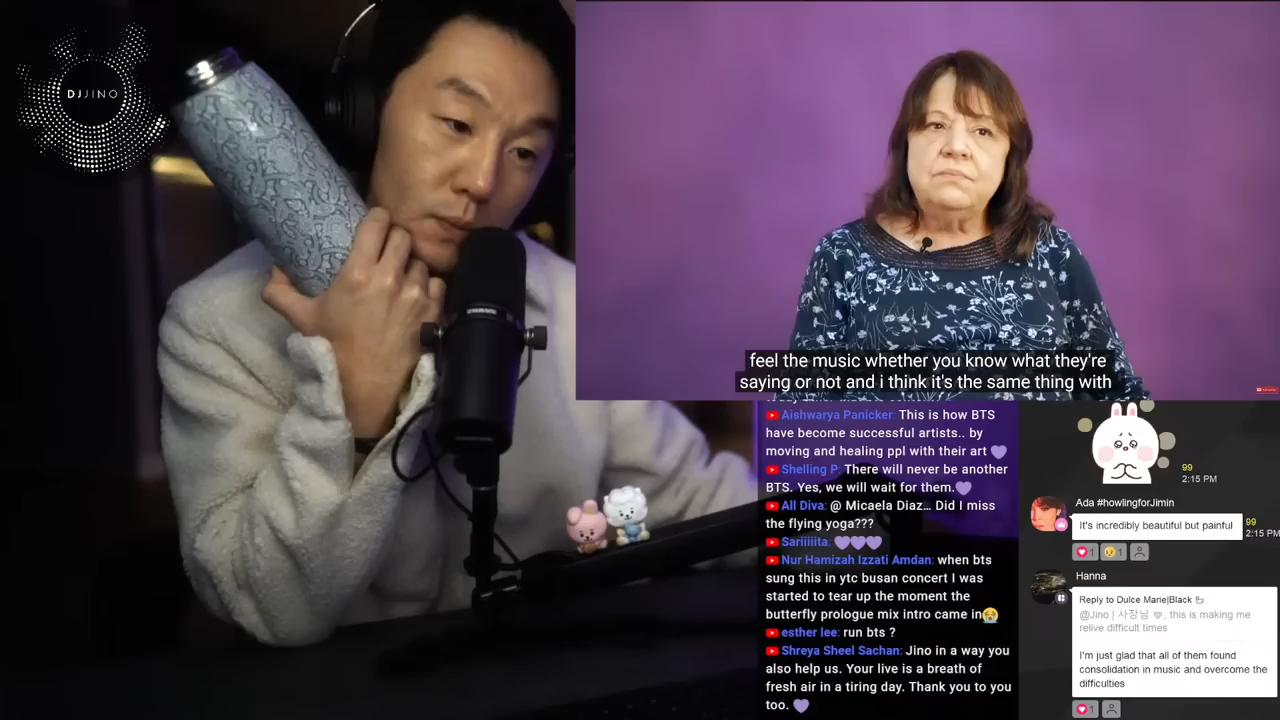 DJJINO
YAMAHA
feel the music whether you know what they're
saying or not and i think it's the same thing with
Aishwarya Panicker: This is how BTS
have become successful artists.. by
moving and healing ppl with their art 💜
Shelling P: There will never be another
BTS. Yes, we will wait for them.💜
All Diva: @ Micaela Diaz... Did I miss
the flying yoga???
Sariiiiita: 💜💜💜
Nur Hamizah Izzati Amdan: when bts
sung this in ytc busan concert I was
started to tear up the moment the
butterfly prologue mix intro came in😭
esther lee: run bts ?
Shreya Sheel Sachan: Jino in a way you
also help us. Your live is a breath of
fresh air in a tiring day. Thank you to you
too. 💜
99
2:15 PM
Ada #howlingforJimin
It's incredibly beautiful but painful
99
2:15 PM
1
1
Hanna
Reply to Dulce Marie|Black
@Jino | 사장님 , this is making me
relive difficult times
I'm just glad that all of them found
consolidation in music and overcome the
difficulties
1